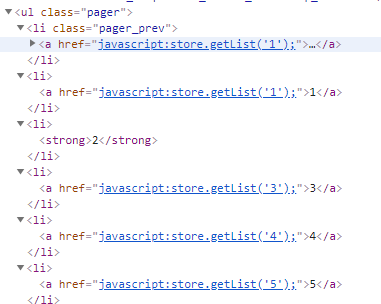 ▼<ul class="pager">
▼<li class="pager_prev">
▶<a href="javascript:store.getList('1');">…</a>
</li>
▼<li>
<a href="javascript:store.getList('1');">1</a>
</li>
▼<li>
<strong>2</strong>
</li>
▼<li>
<a href="javascript:store.getList('3');">3</a>
</li>
▼<li>
<a href="javascript:store.getList('4');">4</a>
</li>
▼<li>
<a href="javascript:store.getList('5');">5</a>
</li>